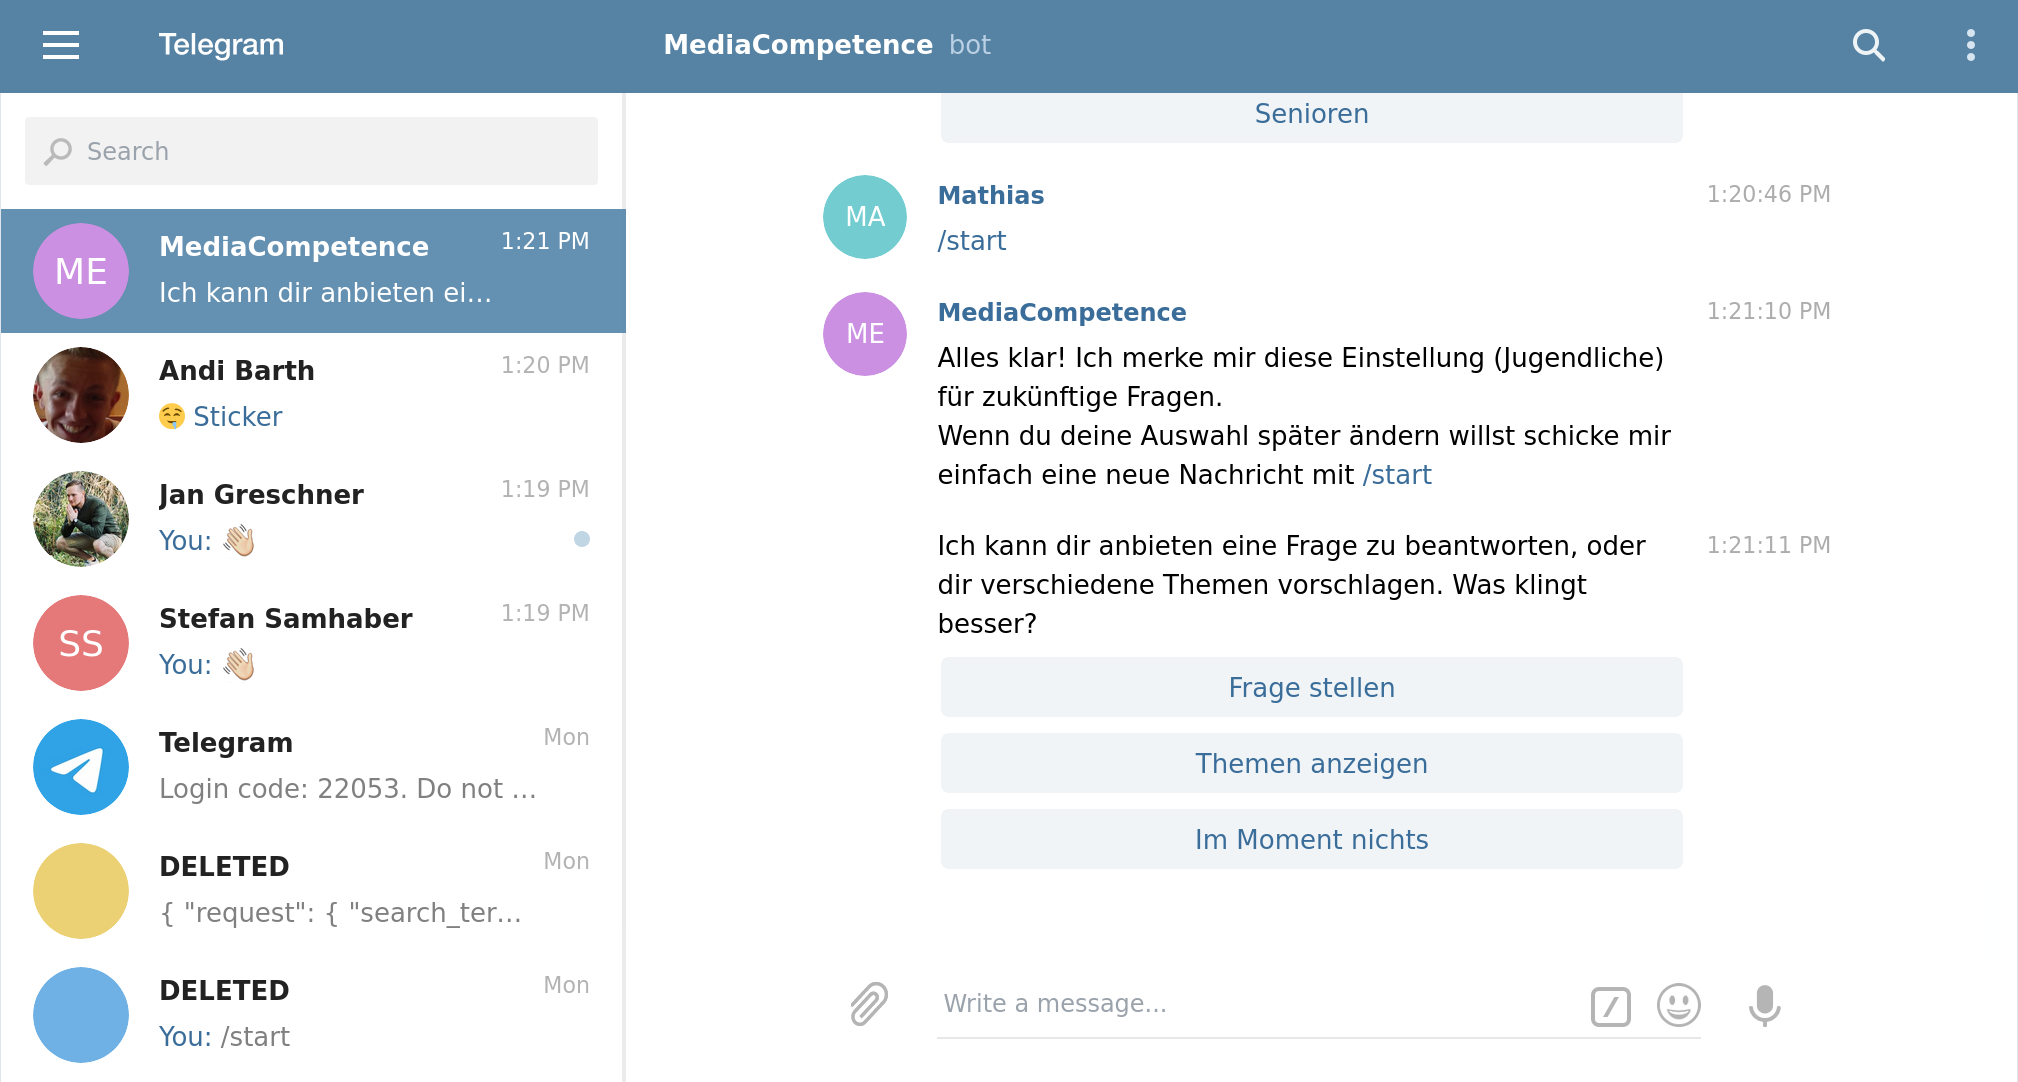 Telegram
MediaCompetence bot
Search
MediaCompetence 1:21 PM
ME
Ich kann dir anbieten ei...
Andi Barth 1:20 PM
🤤 Sticker
Jan Greschner 1:19 PM
You: 👋🏻
Stefan Samhaber 1:19 PM
SS
You: 👋🏻
Telegram Mon
Login code: 22053. Do not ...
DELETED Mon
{ "request": { "search_ter...
DELETED Mon
You: /start
Senioren
MA
Mathias 1:20:46 PM
/start
ME
MediaCompetence 1:21:10 PM
Alles klar! Ich merke mir diese Einstellung (Jugendliche)
für zukünftige Fragen.
Wenn du deine Auswahl später ändern willst schicke mir
einfach eine neue Nachricht mit /start
Ich kann dir anbieten eine Frage zu beantworten, oder 1:21:11 PM
dir verschiedene Themen vorschlagen. Was klingt
besser?
Frage stellen
Themen anzeigen
Im Moment nichts
Write a message...